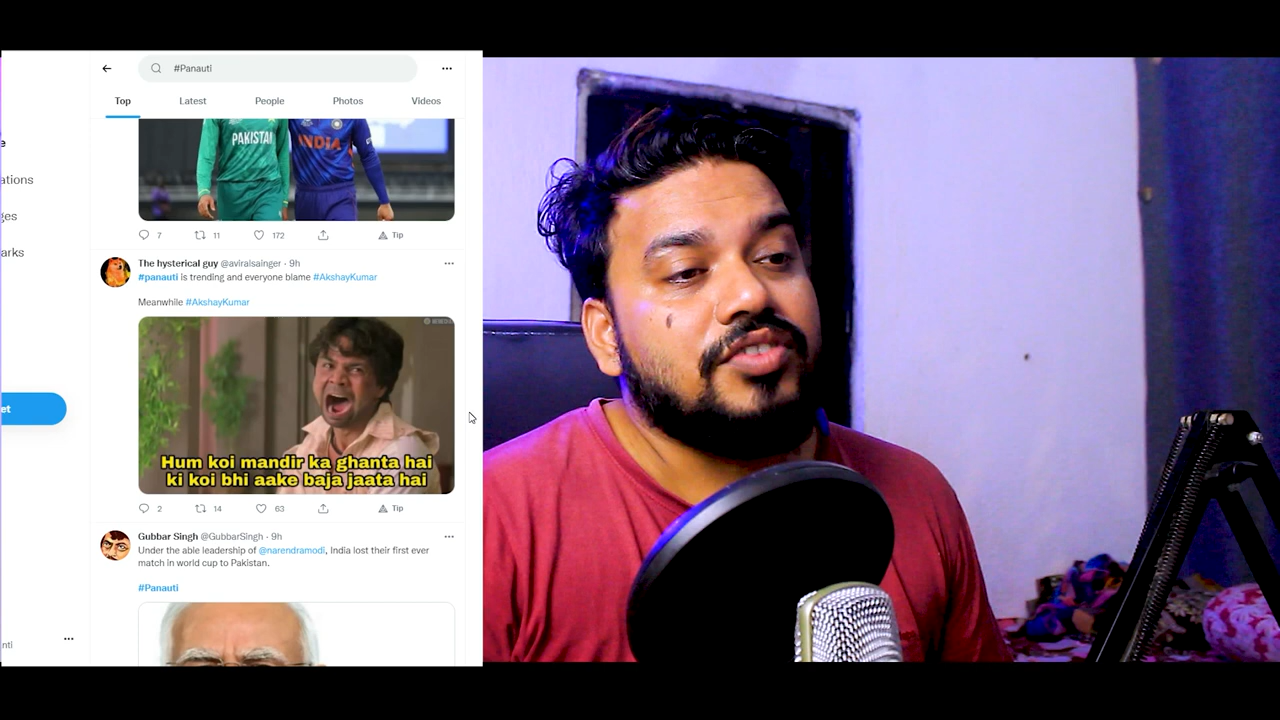 #Panauti
Top Latest People Photos Videos
e
ations
ges
arks
et
nti
PAKISTAN INDIA
7 11 172 Tip
The hysterical guy @aviralsainger · 9h
#panauti is trending and everyone blame #AkshayKumar
Meanwhile #AkshayKumar
Hum koi mandir ka ghanta hai
ki koi bhi aake baja jaata hai
2 14 63 Tip
Gubbar Singh @GubbarSingh · 9h
Under the able leadership of @narendramodi, India lost their first ever
match in world cup to Pakistan.
#Panauti